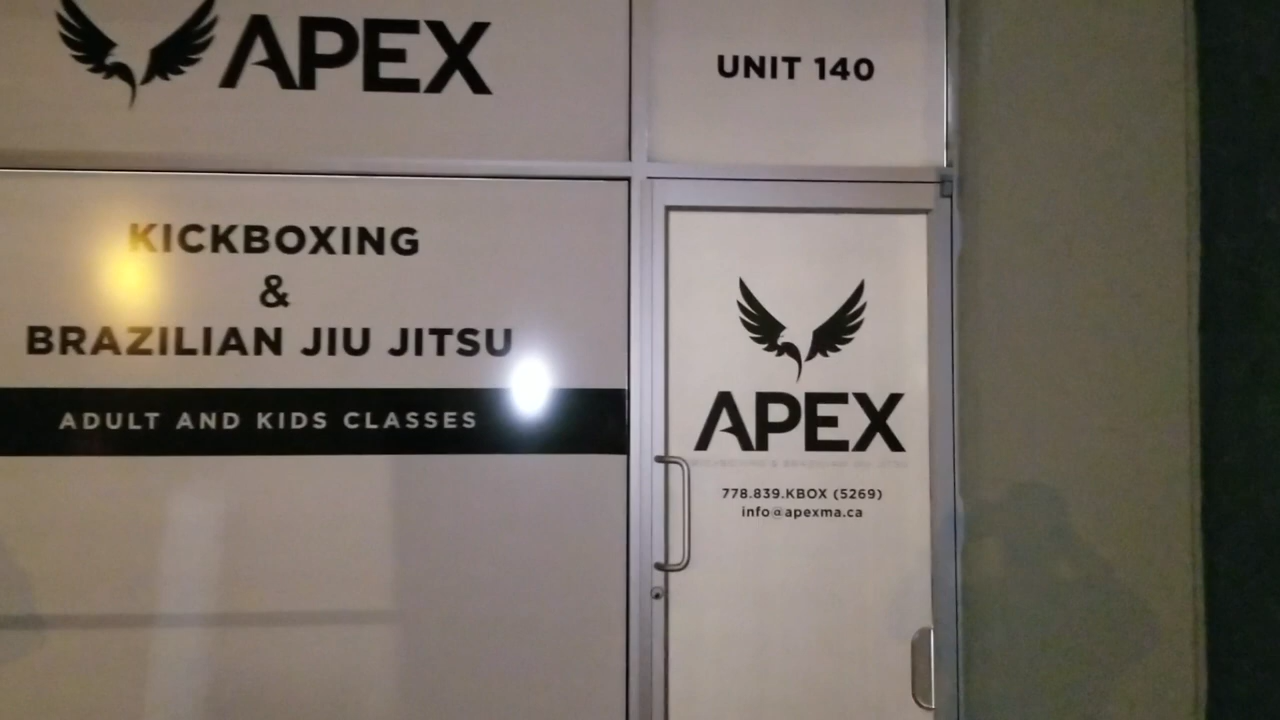 APEX
UNIT 140
KICKBOXING
&
BRAZILIAN JIU JITSU
ADULT AND KIDS CLASSES
APEX
778.839.KBOX (5269)
info@apexma.ca